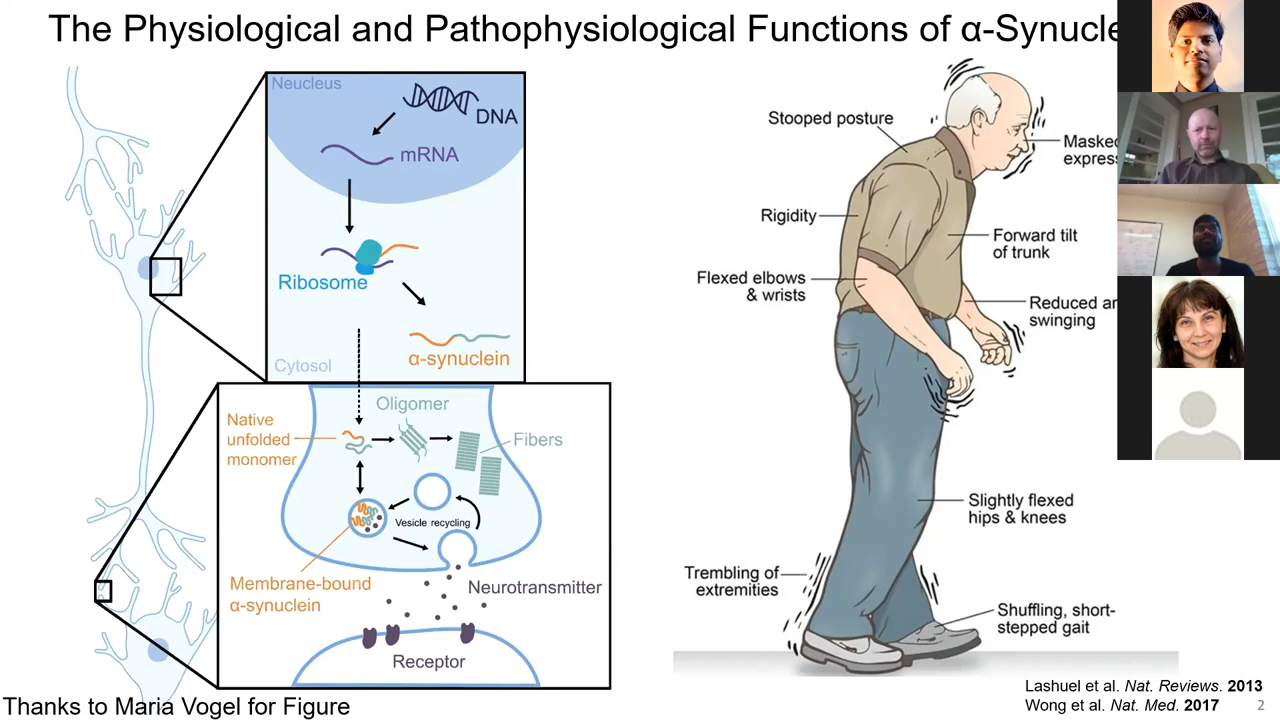 The Physiological and Pathophysiological Functions of α-Synucle
Neucleus
DNA
mRNA
Ribosome
α-synuclein
Cytosol
Native
unfolded
monomer
Oligomer
Fibers
Vesicle recycling
Membrane-bound
α-synuclein
Neurotransmitter
Receptor
Thanks to Maria Vogel for Figure
Stooped posture
Masked
expres
Rigidity
Forward tilt
of trunk
Flexed elbows
& wrists
Reduced ar
swinging
Slightly flexed
hips & knees
Trembling of
extremities
Shuffling, short-
stepped gait
Lashuel et al. Nat. Reviews. 2013
Wong et al. Nat. Med. 2017
2